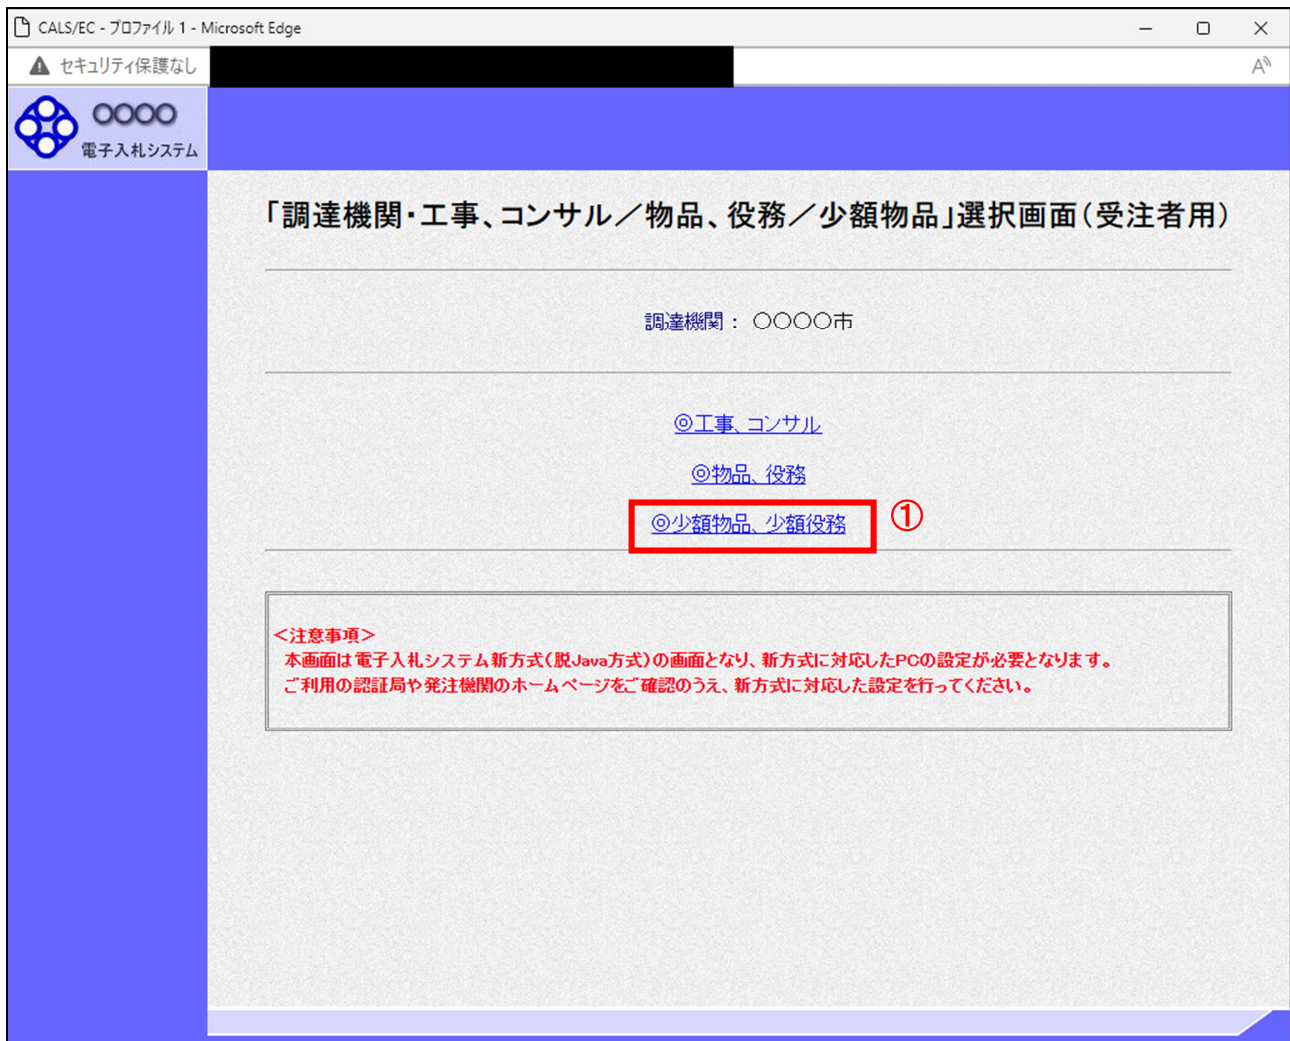 CALS/EC - プロファイル 1 - Microsoft Edge
セキュリティ保護なし
A
〇〇〇〇
電子入札システム
「調達機関・工事、コンサル／物品、役務／少額物品」選択画面（受注者用）
調達機関： 〇〇〇〇市
◎工事、コンサル
◎物品、役務
◎少額物品、少額役務 ①
＜注意事項＞
本画面は電子入札システム新方式（脱Java方式）の画面となり、新方式に対応したPCの設定が必要となります。
ご利用の認証局や発注機関のホームページをご確認のうえ、新方式に対応した設定を行ってください。